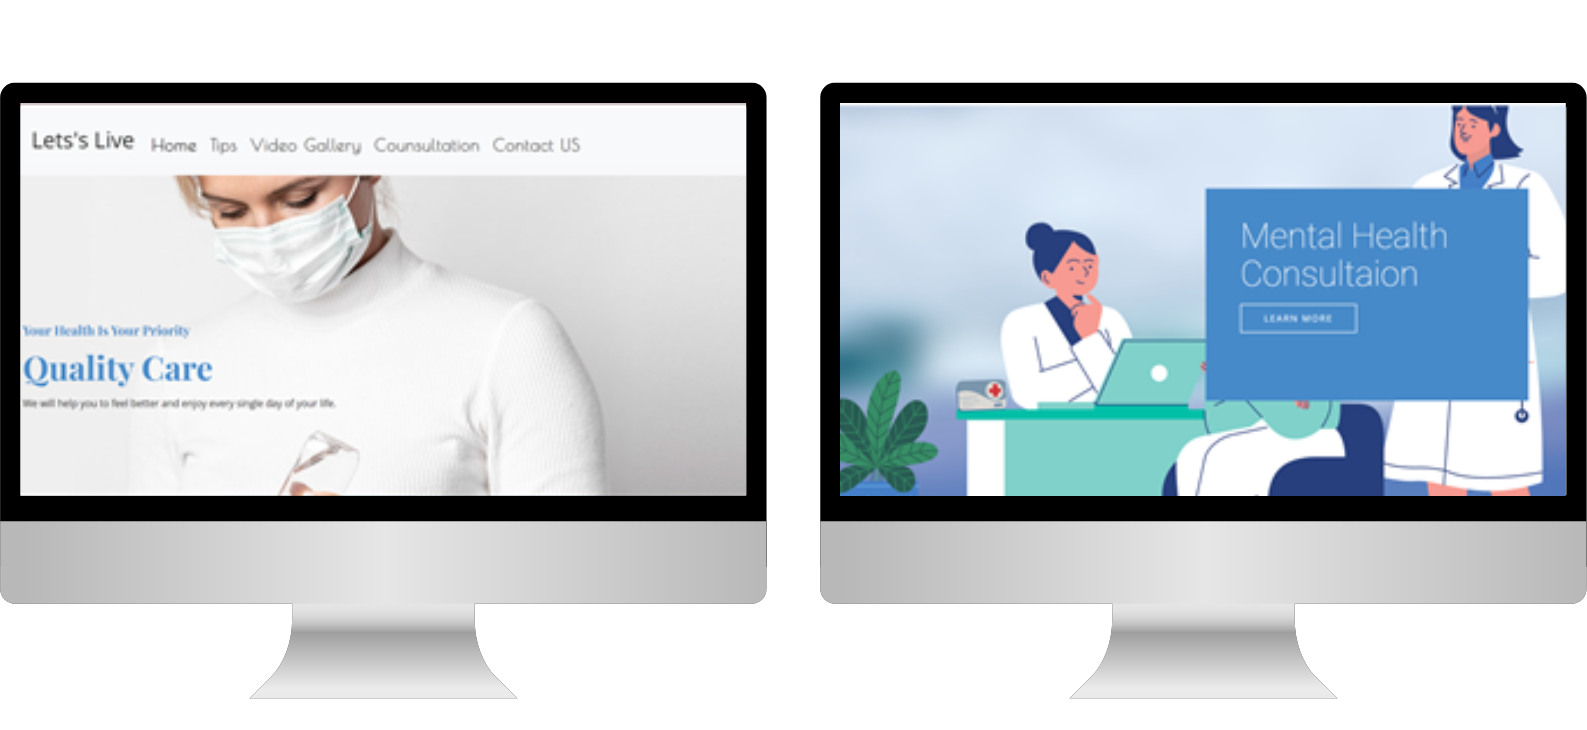 Lets's Live Home Tips Video Gallery Counsultation Contact US
Your Health Is Your Priority
Quality Care
We will help you to feel better and enjoy every single day of your life.
Mental Health
Consultaion
LEARN MORE